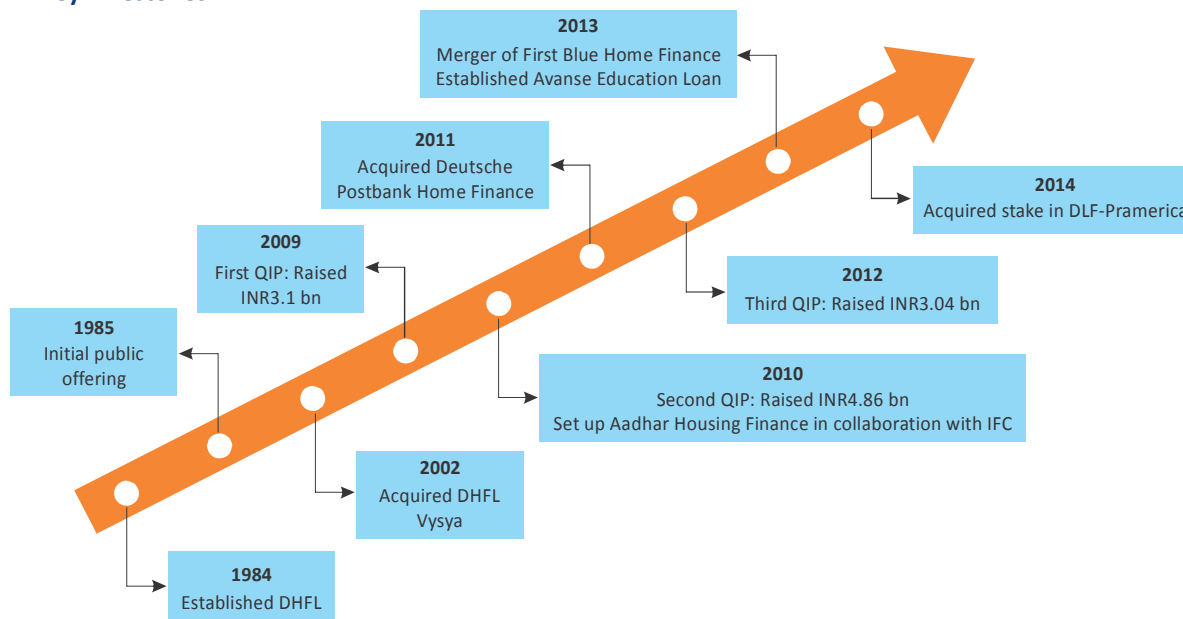 2013
Merger of First Blue Home Finance
Established Avanse Education Loan
2011
Acquired Deutsche
Postbank Home Finance
2014
Acquired stake in DLF-Pramerica
2009
First QIP: Raised
INR3.1 bn
2012
Third QIP: Raised INR3.04 bn
1985
Initial public
offering
2010
Second QIP: Raised INR4.86 bn
Set up Aadhar Housing Finance in collaboration with IFC
2002
Acquired DHFL
Vysya
1984
Established DHFL